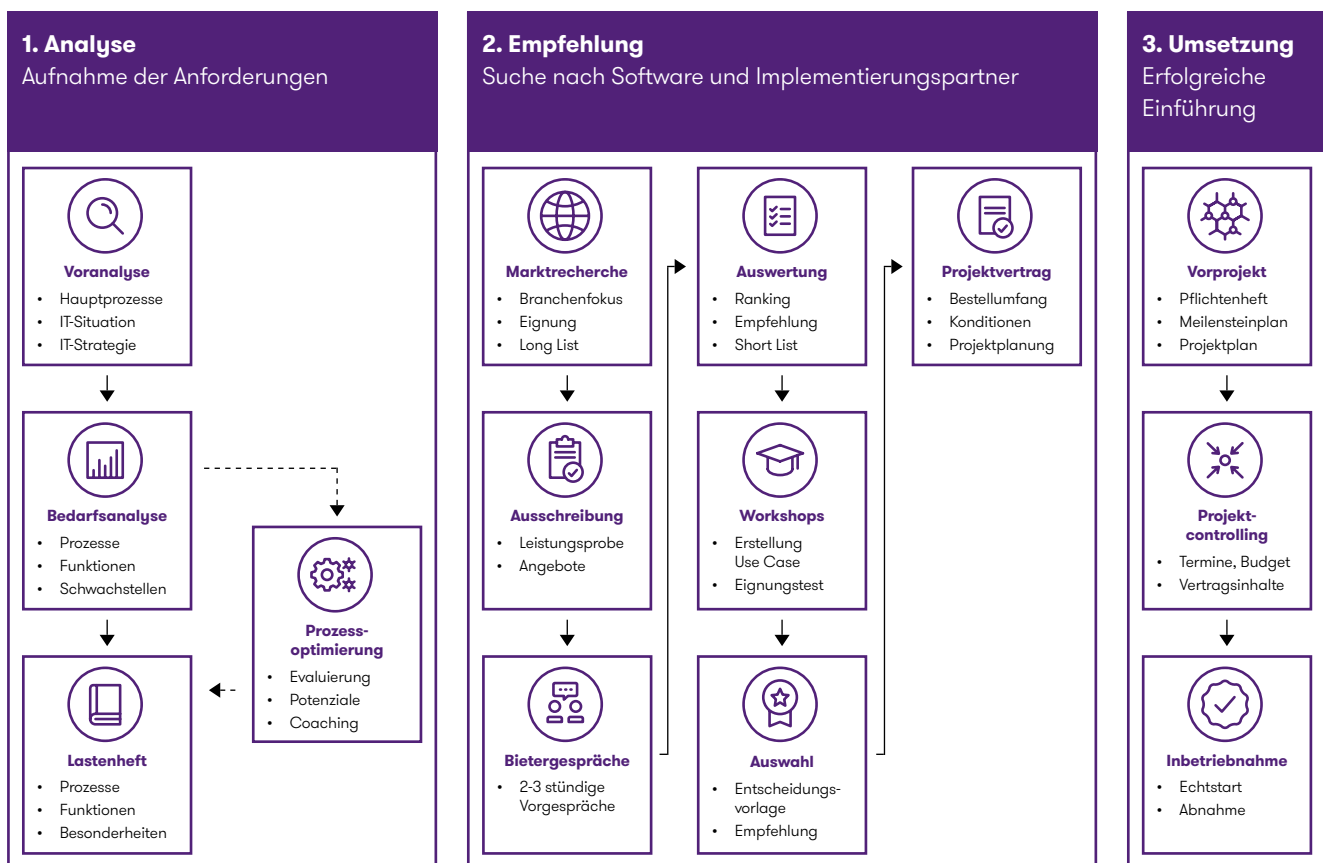 1. Analyse
Aufnahme der Anforderungen
Voranalyse
• Hauptprozesse
• IT-Situation
• IT-Strategie
Bedarfsanalyse
• Prozesse
• Funktionen
• Schwachstellen
Prozess-
optimierung
• Evaluierung
• Potenziale
• Coaching
Lastenheft
• Prozesse
• Funktionen
• Besonderheiten
2. Empfehlung
Suche nach Software und Implementierungspartner
Marktrecherche
• Branchenfokus
• Eignung
• Long List
Ausschreibung
• Leistungsprobe
• Angebote
Bietergespräche
• 2-3 stündige
Vorgespräche
Auswertung
• Ranking
• Empfehlung
• Short List
Workshops
• Erstellung
Use Case
• Eignungstest
Auswahl
• Entscheidungs-
vorlage
• Empfehlung
Projektvertrag
• Bestellumfang
• Konditionen
• Projektplanung
3. Umsetzung
Erfolgreiche
Einführung
Vorprojekt
• Pflichtenheft
• Meilensteinplan
• Projektplan
Projekt-
controlling
• Termine, Budget
• Vertragsinhalte
Inbetriebnahme
• Echtstart
• Abnahme